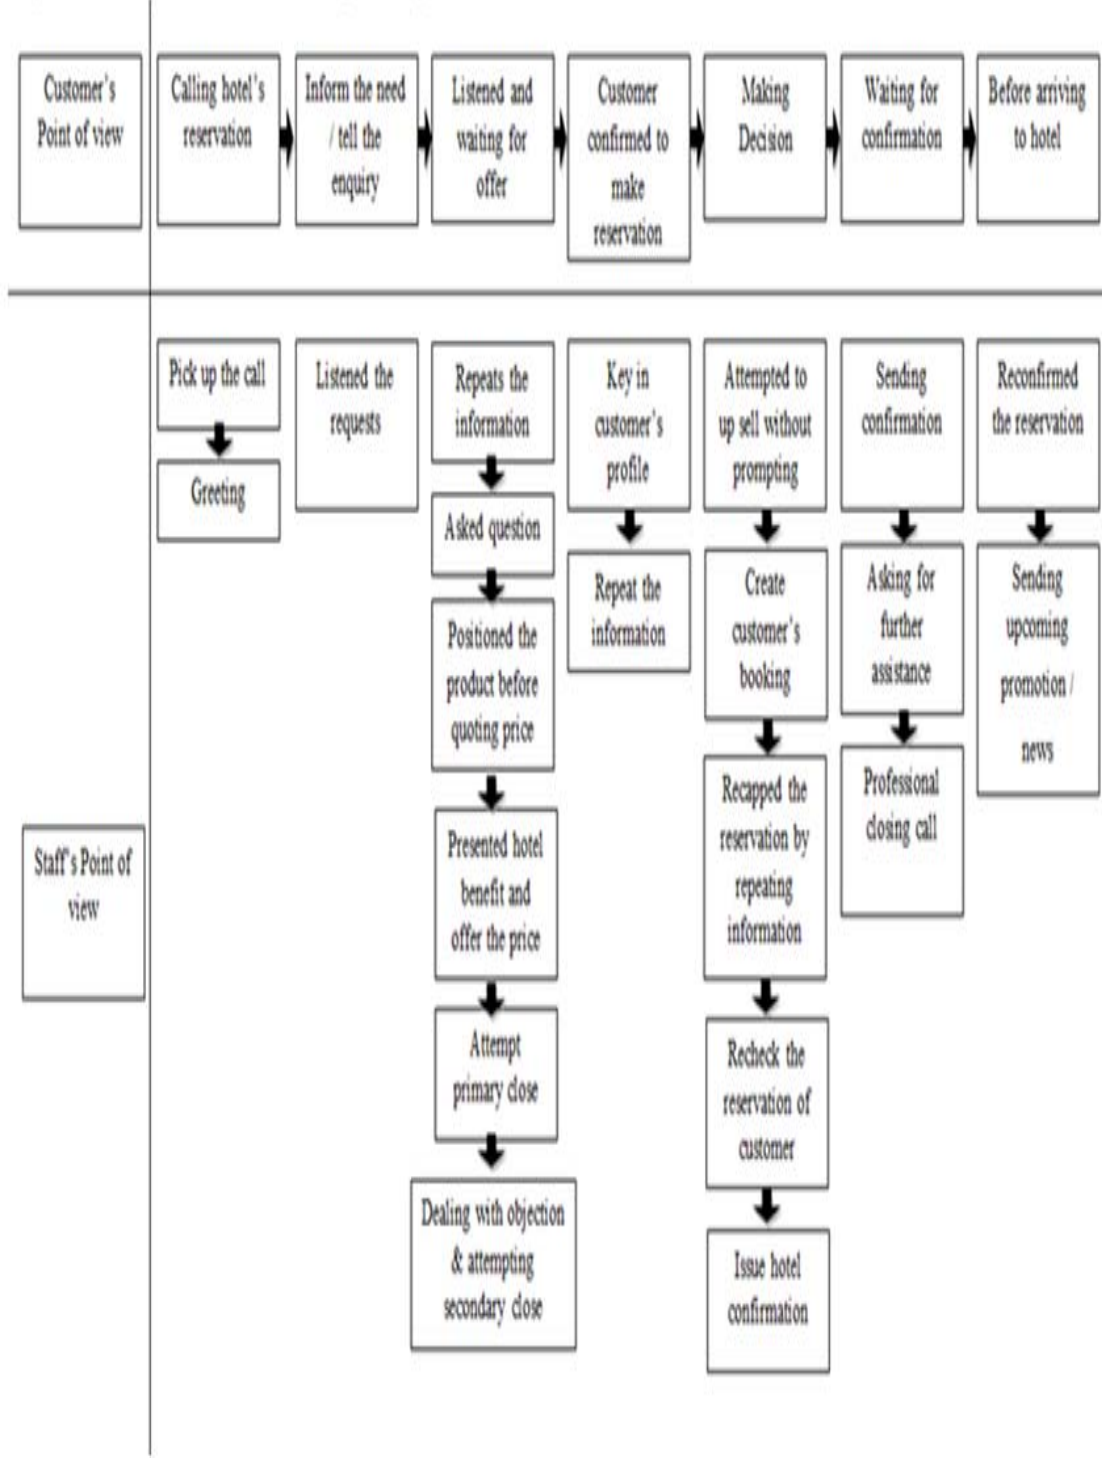 Customer's
Point of view
Calling hotel's
reservation
Inform the need
/ tell the
enquiry
Listened and
waiting for
offer
Customer
confirmed to
make
reservation
Making
Decision
Waiting for
confirmation
Before arriving
to hotel
Staff's Point of
view
Pick up the call
Greeting
Listened the
requests
Repeats the
information
Asked question
Positioned the
product before
quoting price
Presented hotel
benefit and
offer the price
Attempt
primary close
Dealing with objection
& attempting
secondary close
Key in
customer's
profile
Repeat the
information
Attempted to
up sell without
prompting
Create
customer's
booking
Recapped the
reservation by
repeating
information
Recheck the
reservation of
customer
Issue hotel
confirmation
Sending
confirmation
Asking for
further
assistance
Professional
closing call
Reconfirmed
the reservation
Sending
upcoming
promotion /
news